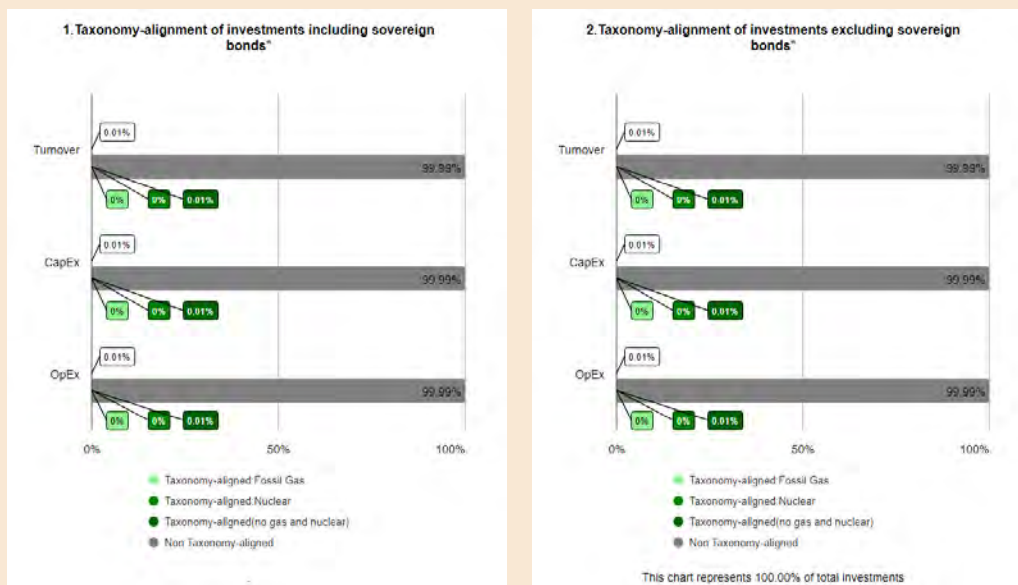 1.Taxonomy-alignment of investments including sovereign
bonds*
0.01%
Turnover
99.99%
0% 0% 0.01%
0.01%
CapEx
99.99%
0% 0% 0.01%
0.01%
OpEx
99.99%
0% 0% 0.01%
0% 50% 100%
Taxonomy-aligned:Fossil Gas
Taxonomy-aligned:Nuclear
Taxonomy-aligned(no gas and nuclear)
Non Taxonomy-aligned
2.Taxonomy-alignment of investments excluding sovereign
bonds*
0.01%
Turnover
99.99%
0% 0% 0.01%
0.01%
CapEx
99.99%
0% 0% 0.01%
0.01%
OpEx
99.99%
0% 0% 0.01%
0% 50% 100%
Taxonomy-aligned:Fossil Gas
Taxonomy-aligned:Nuclear
Taxonomy-aligned(no gas and nuclear)
Non Taxonomy-aligned
This chart represents 100.00% of total investments